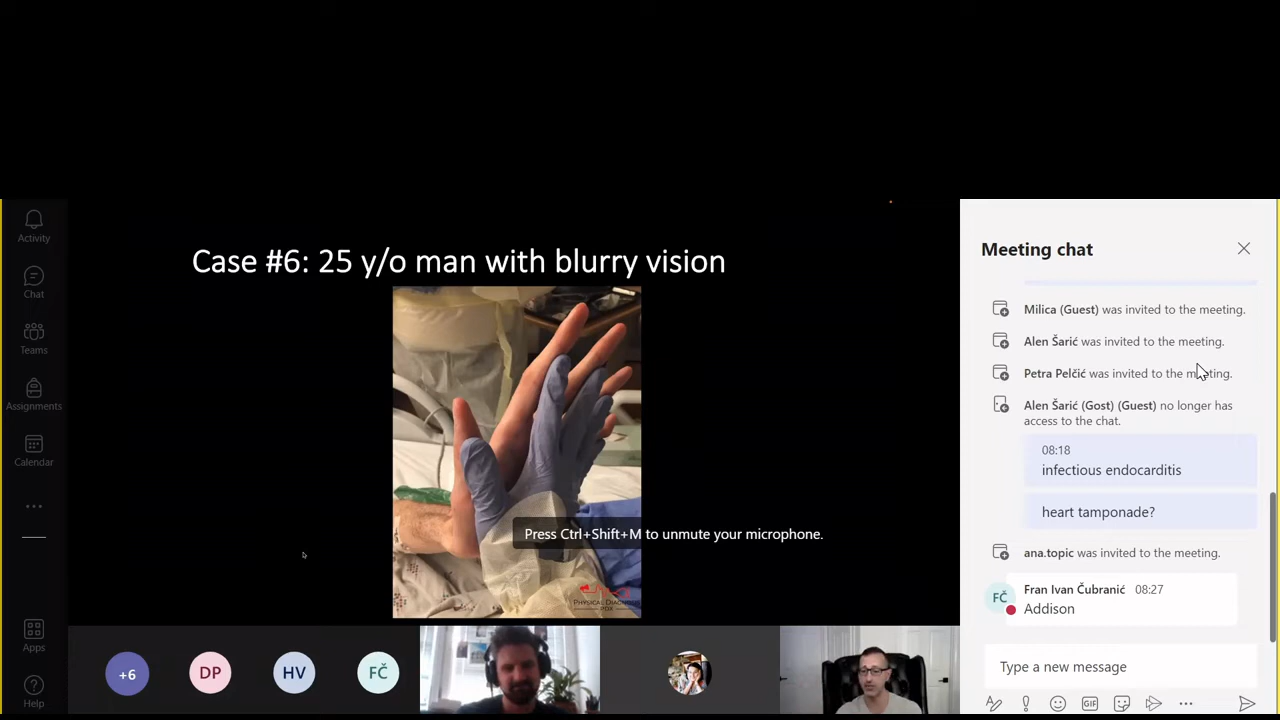 Activity
Chat
Teams
Assignments
Calendar
Apps
Help
Case #6: 25 y/o man with blurry vision
Press Ctrl+Shift+M to unmute your microphone.
PHYSICAL DIAGNOSIS
PDX
+6
DP
HV
FČ
Meeting chat
Milica (Guest) was invited to the meeting.
Alen Šarić was invited to the meeting.
Petra Pelčić was invited to the meeting.
Alen Šarić (Gost) (Guest) no longer has
access to the chat.
08:18
infectious endocarditis
heart tamponade?
ana.topic was invited to the meeting.
FČ
Fran Ivan Čubranić 08:27
Addison
Type a new message
GIF